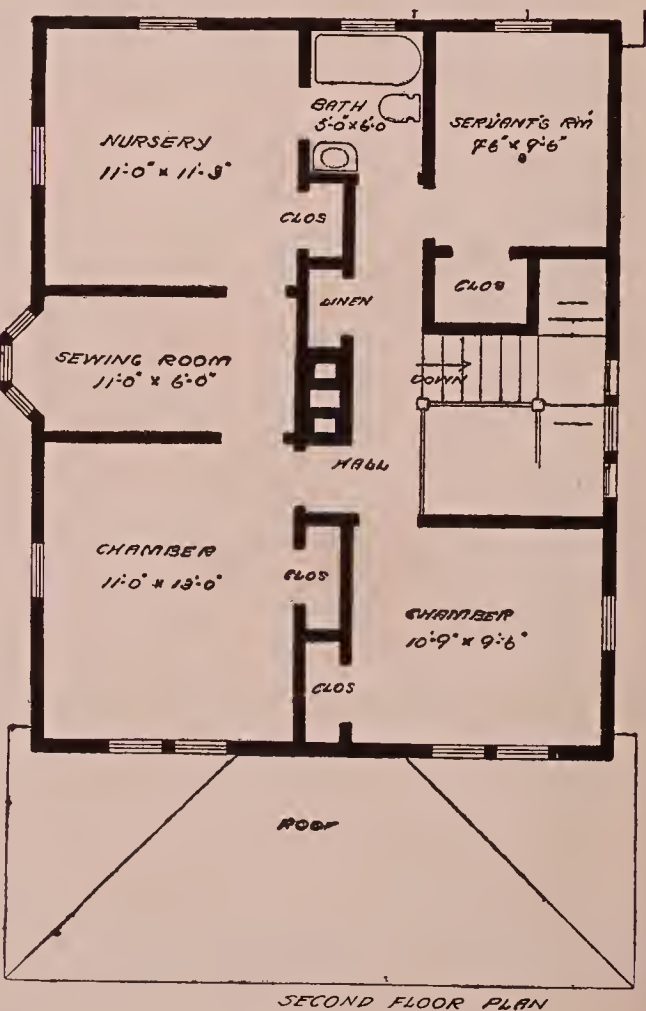 BATH
5'-0" x 6'-0
NURSERY
11'-0" x 11'-3"
SERVANT'S RM
7'6" x 9'-6"
CLOS
CLOS
LINEN
SEWING ROOM
11'-0" x 6'-0"
DOWN
HALL
CHAMBER
11'-0" x 13'-0"
CLOS
CHAMBER
10'-9" x 9'-6"
CLOS
ROOF
SECOND FLOOR PLAN